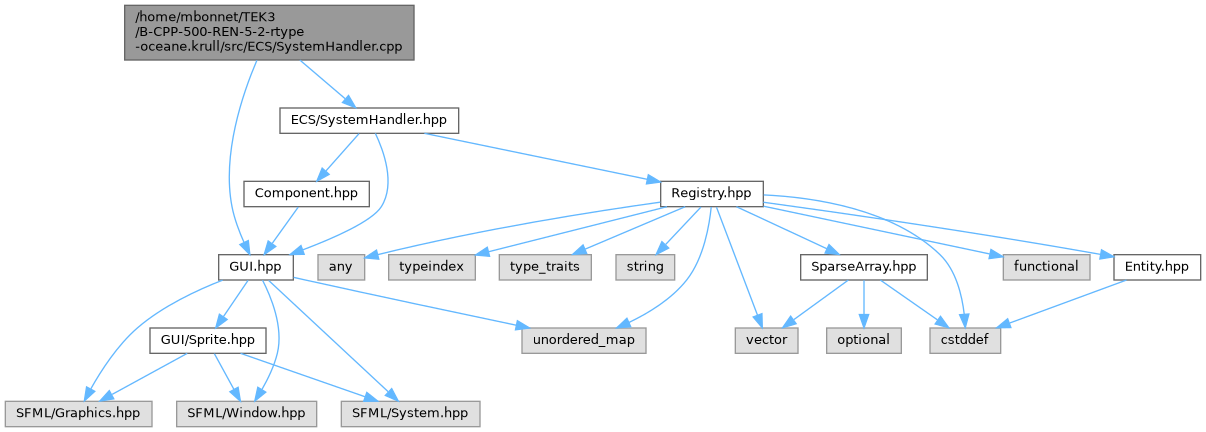 /home/mbonnet/TEK3
/B-CPP-500-REN-5-2-rtype
-oceane.krull/src/ECS/SystemHandler.cpp
ECS/SystemHandler.hpp
Component.hpp
Registry.hpp
GUI.hpp
any
typeindex
type_traits
string
SparseArray.hpp
functional
Entity.hpp
GUI/Sprite.hpp
unordered_map
vector
optional
cstddef
SFML/Graphics.hpp
SFML/Window.hpp
SFML/System.hpp